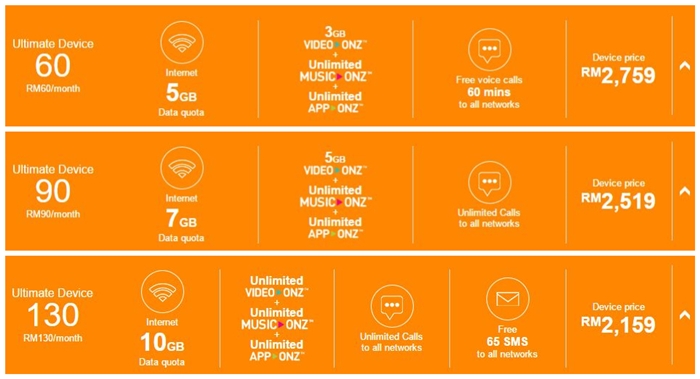 Ultimate Device
60
RM60/month
Internet
5GB
Data quota
3GB
VIDEO ONZ™
+
Unlimited
MUSIC ONZ™
+
Unlimited
APP ONZ™
Free voice calls
60 mins
to all networks
Device price
RM2,759
Ultimate Device
90
RM90/month
Internet
7GB
Data quota
5GB
VIDEO ONZ™
+
Unlimited
MUSIC ONZ™
+
Unlimited
APP ONZ™
Unlimited Calls
to all networks
Device price
RM2,519
Ultimate Device
130
RM130/month
Internet
10GB
Data quota
Unlimited
VIDEO ONZ™
+
Unlimited
MUSIC ONZ™
+
Unlimited
APP ONZ™
Unlimited Calls
to all networks
Free
65 SMS
to all networks
Device price
RM2,159